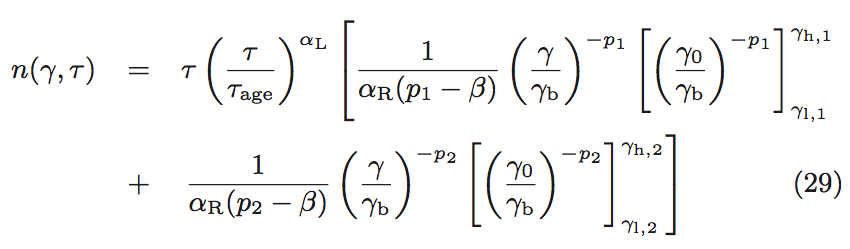 n(γ, τ) = τ (τ/τ_age)^{α_L} [ 1/(α_R(p_1 − β)) (γ/γ_b)^{−p_1} [(γ_0/γ_b)^{−p_1}]_{γ_{l,1}}^{γ_{h,1}}
+ 1/(α_R(p_2 − β)) (γ/γ_b)^{−p_2} [(γ_0/γ_b)^{−p_2}]_{γ_{l,2}}^{γ_{h,2}} ] (29)